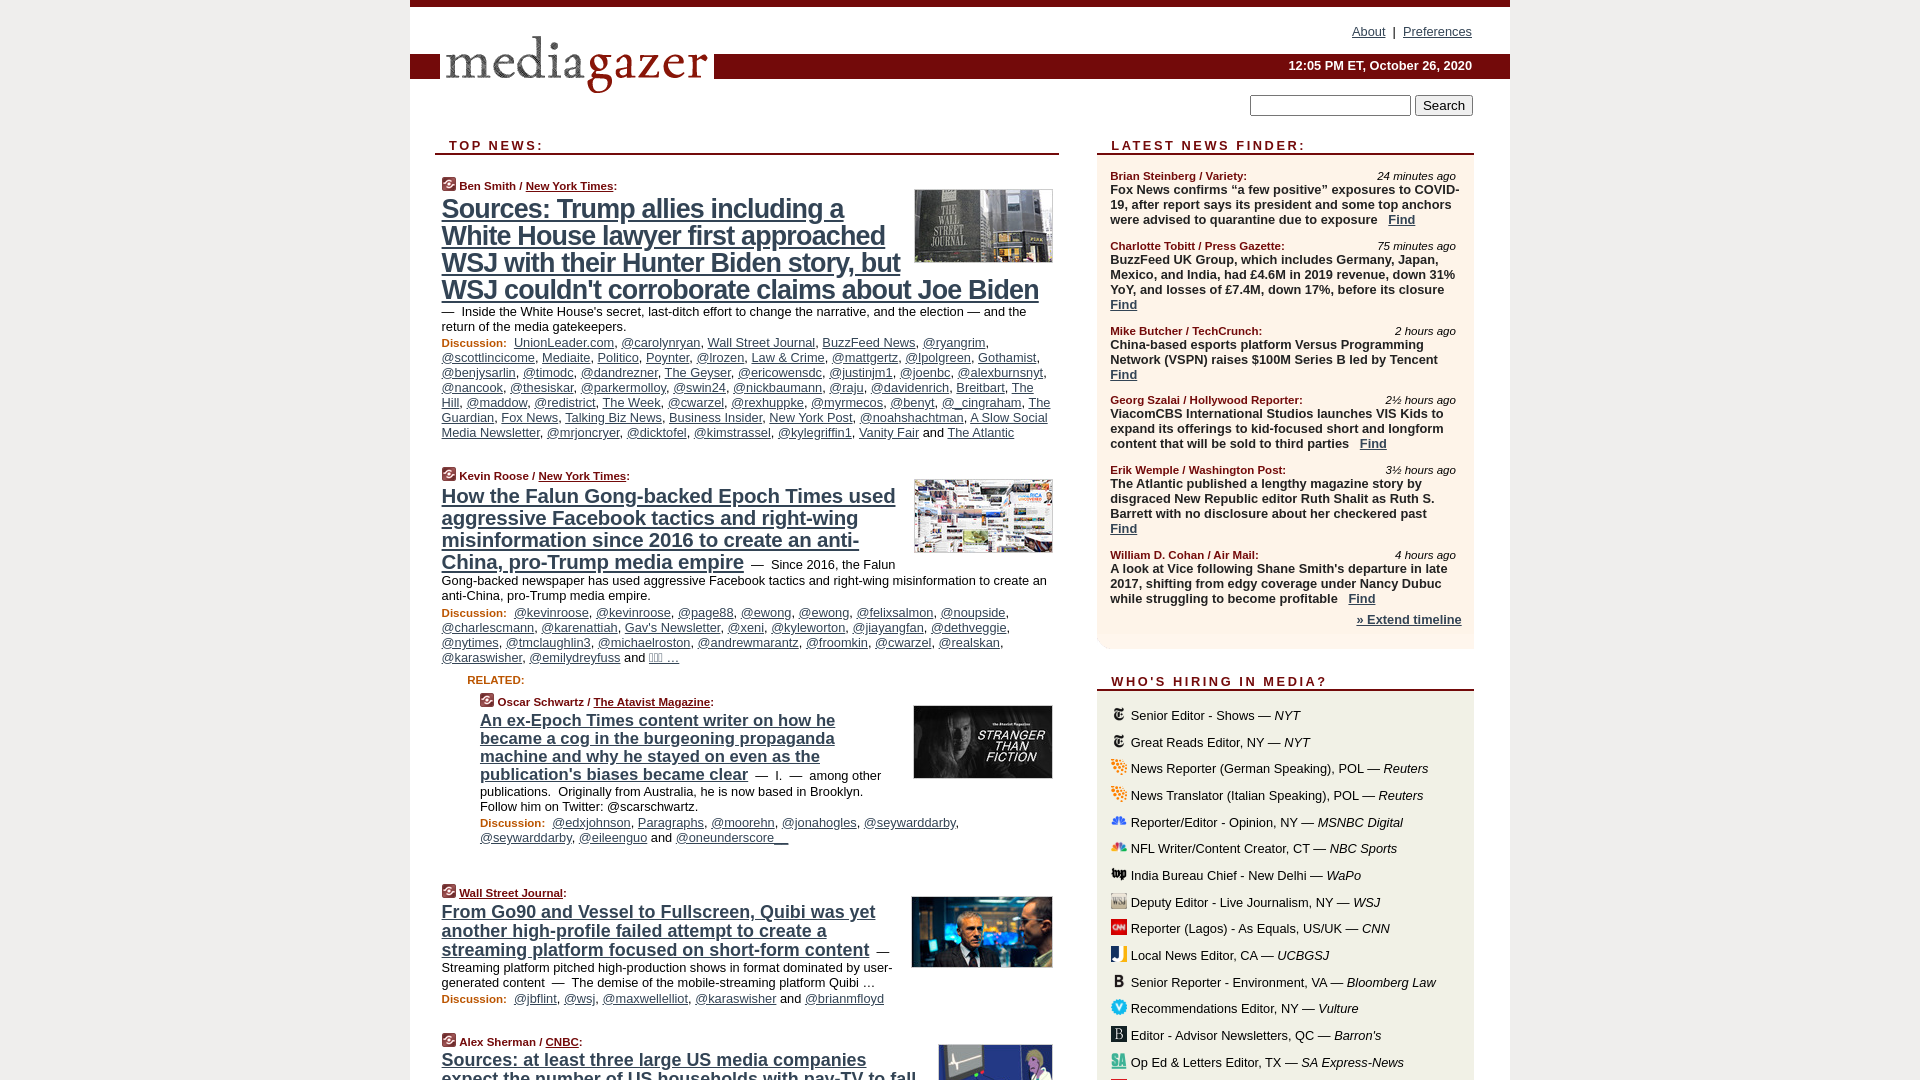 About | Preferences
mediagazer
12:05 PM ET, October 26, 2020
Search
TOP NEWS:
Ben Smith / New York Times:
Sources: Trump allies including a
White House lawyer first approached
WSJ with their Hunter Biden story, but
WSJ couldn't corroborate claims about Joe Biden
— Inside the White House's secret, last-ditch effort to change the narrative, and the election — and the
return of the media gatekeepers.
Discussion: UnionLeader.com, @carolynryan, Wall Street Journal, BuzzFeed News, @ryangrim,
@scottlincicome, Mediaite, Politico, Poynter, @lrozen, Law & Crime, @mattgertz, @lpolgreen, Gothamist,
@benjysarlin, @timodc, @dandrezner, The Geyser, @ericowensdc, @justinjm1, @joenbc, @alexburnsnyt,
@nancook, @thesiskar, @parkermolloy, @swin24, @nickbaumann, @raju, @davidenrich, Breitbart, The
Hill, @maddow, @redistrict, The Week, @cwarzel, @rexhuppke, @myrmecos, @benyt, @_cingraham, The
Guardian, Fox News, Talking Biz News, Business Insider, New York Post, @noahshachtman, A Slow Social
Media Newsletter, @mrjoncryer, @dicktofel, @kimstrassel, @kylegriffin1, Vanity Fair and The Atlantic
THE WALL
STREET
JOURNAL
Kevin Roose / New York Times:
How the Falun Gong-backed Epoch Times used
aggressive Facebook tactics and right-wing
misinformation since 2016 to create an anti-
China, pro-Trump media empire — Since 2016, the Falun
Gong-backed newspaper has used aggressive Facebook tactics and right-wing misinformation to create an
anti-China, pro-Trump media empire.
Discussion: @kevinroose, @kevinroose, @page88, @ewong, @ewong, @felixsalmon, @noupside,
@charlescmann, @karenattiah, Gav's Newsletter, @xeni, @kyleworton, @jiayangfan, @dethveggie,
@nytimes, @tmclaughlin3, @michaelroston, @andrewmarantz, @froomkin, @cwarzel, @realskan,
@karaswisher, @emilydreyfuss and …
RELATED:
Oscar Schwartz / The Atavist Magazine:
An ex-Epoch Times content writer on how he
became a cog in the burgeoning propaganda
machine and why he stayed on even as the
publication's biases became clear — I. — among other
publications. Originally from Australia, he is now based in Brooklyn.
Follow him on Twitter: @scarschwartz.
Discussion: @edxjohnson, Paragraphs, @moorehn, @jonahogles, @seywarddarby,
@seywarddarby, @eileenguo and @oneunderscore__
the Atavist Magazine
STRANGER
THAN
FICTION
Wall Street Journal:
From Go90 and Vessel to Fullscreen, Quibi was yet
another high-profile failed attempt to create a
streaming platform focused on short-form content —
Streaming platform pitched high-production shows in format dominated by user-
generated content — The demise of the mobile-streaming platform Quibi …
Discussion: @jbflint, @wsj, @maxwellelliot, @karaswisher and @brianmfloyd
Alex Sherman / CNBC:
Sources: at least three large US media companies
expect the number of US households with pay-TV to fall
LATEST NEWS FINDER:
Brian Steinberg / Variety: 24 minutes ago
Fox News confirms “a few positive” exposures to COVID-
19, after report says its president and some top anchors
were advised to quarantine due to exposure Find
Charlotte Tobitt / Press Gazette: 75 minutes ago
BuzzFeed UK Group, which includes Germany, Japan,
Mexico, and India, had £4.6M in 2019 revenue, down 31%
YoY, and losses of £7.4M, down 17%, before its closure
Find
Mike Butcher / TechCrunch: 2 hours ago
China-based esports platform Versus Programming
Network (VSPN) raises $100M Series B led by Tencent
Find
Georg Szalai / Hollywood Reporter: 2½ hours ago
ViacomCBS International Studios launches VIS Kids to
expand its offerings to kid-focused short and longform
content that will be sold to third parties Find
Erik Wemple / Washington Post: 3½ hours ago
The Atlantic published a lengthy magazine story by
disgraced New Republic editor Ruth Shalit as Ruth S.
Barrett with no disclosure about her checkered past
Find
William D. Cohan / Air Mail: 4 hours ago
A look at Vice following Shane Smith's departure in late
2017, shifting from edgy coverage under Nancy Dubuc
while struggling to become profitable Find
» Extend timeline
WHO'S HIRING IN MEDIA?
Senior Editor - Shows — NYT
Great Reads Editor, NY — NYT
News Reporter (German Speaking), POL — Reuters
News Translator (Italian Speaking), POL — Reuters
Reporter/Editor - Opinion, NY — MSNBC Digital
NFL Writer/Content Creator, CT — NBC Sports
India Bureau Chief - New Delhi — WaPo
Deputy Editor - Live Journalism, NY — WSJ
Reporter (Lagos) - As Equals, US/UK — CNN
Local News Editor, CA — UCBGSJ
Senior Reporter - Environment, VA — Bloomberg Law
Recommendations Editor, NY — Vulture
Editor - Advisor Newsletters, QC — Barron's
Op Ed & Letters Editor, TX — SA Express-News